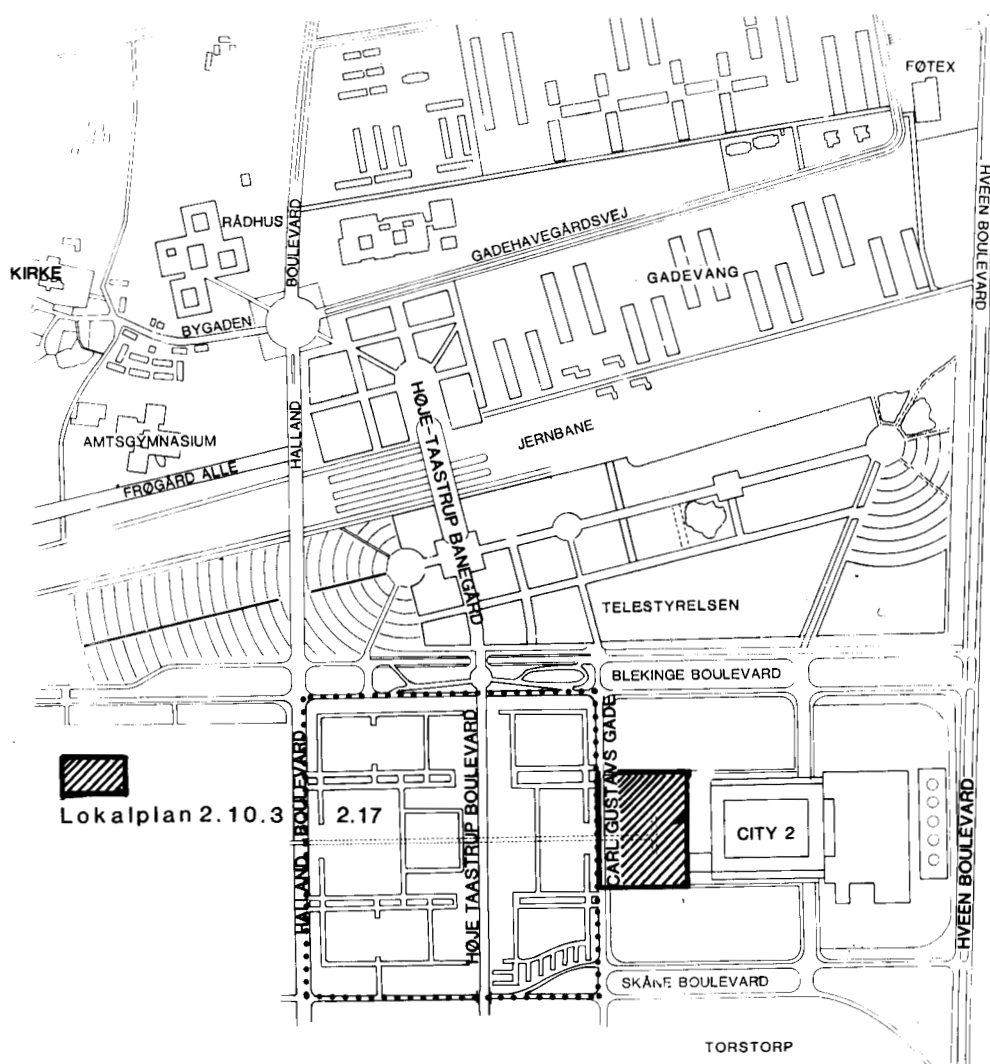 FØTEX
HVEEN BOULEVARD
RÅDHUS
BOULEVARD
GADEHAVEGÅRDSVEJ
KIRKE
GADEVANG
BYGADEN
HALLAND
HØJE-TAASTRUP BANEGÅRD
JERNBANE
AMTSGYMNASIUM
FRØGÅRD ALLÉ
TELESTYRELSEN
BLEKINGE BOULEVARD
HALLAND BOULEVARD
HØJE TAASTRUP BOULEVARD
CARL GUSTAVS GADE
Lokalplan 2.10.3
2.17
CITY 2
HVEEN BOULEVARD
SKÅNE BOULEVARD
TORSTORP